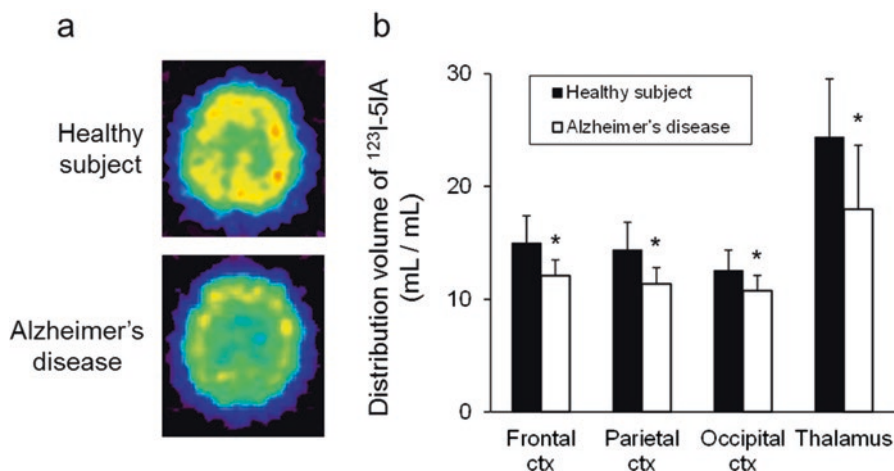 a
Healthy
subject
Alzheimer's
disease
b
Distribution volume of ¹²³I-5IA
(mL / mL)
30
20
10
0
Healthy subject
Alzheimer's disease
*
*
*
*
Frontal
ctx
Parietal
ctx
Occipital
ctx
Thalamus